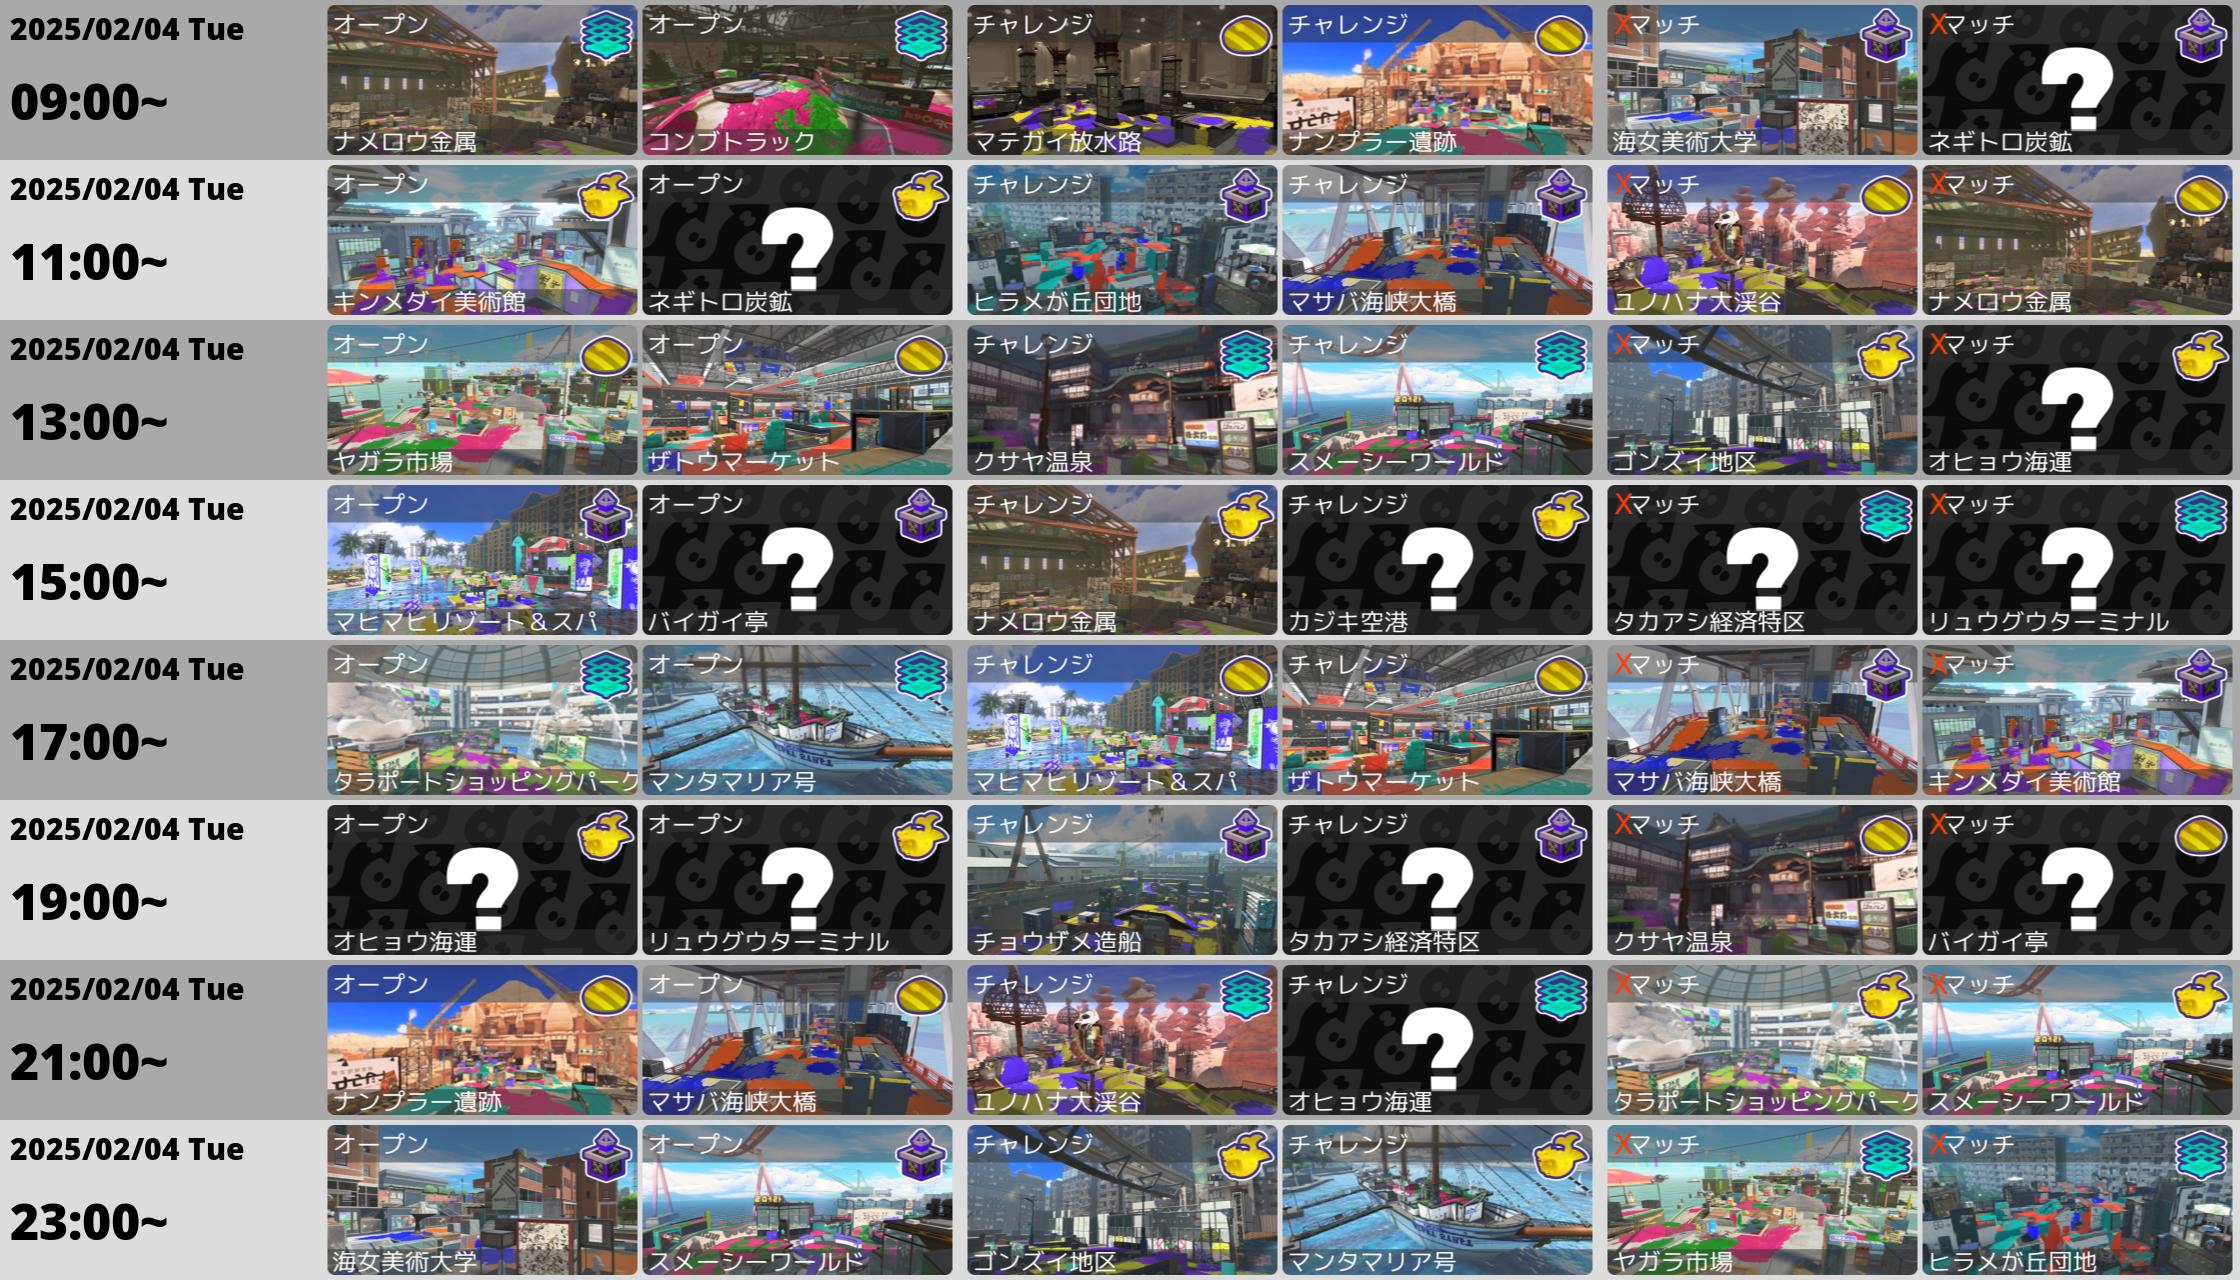 2025/02/04 Tue
09:00~
オープン
ナメロウ金属
オープン
コンブトラック
チャレンジ
マテガイ放水路
チャレンジ
ナンプラー遺跡
Xマッチ
海女美術大学
Xマッチ
ネギトロ炭鉱
2025/02/04 Tue
11:00~
オープン
キンメダイ美術館
オープン
ネギトロ炭鉱
チャレンジ
ヒラメが丘団地
チャレンジ
マサバ海峡大橋
Xマッチ
ユノハナ大渓谷
Xマッチ
ナメロウ金属
2025/02/04 Tue
13:00~
オープン
ヤガラ市場
オープン
ザトウマーケット
チャレンジ
クサヤ温泉
チャレンジ
スメーシーワールド
Xマッチ
ゴンズイ地区
Xマッチ
オヒョウ海運
2025/02/04 Tue
15:00~
オープン
マヒマヒリゾート&スパ
オープン
バイガイ亭
チャレンジ
ナメロウ金属
チャレンジ
カジキ空港
Xマッチ
タカアシ経済特区
Xマッチ
リュウグウターミナル
2025/02/04 Tue
17:00~
オープン
タラポートショッピングパーク
オープン
マンタマリア号
チャレンジ
マヒマヒリゾート&スパ
チャレンジ
ザトウマーケット
Xマッチ
マサバ海峡大橋
Xマッチ
キンメダイ美術館
2025/02/04 Tue
19:00~
オープン
オヒョウ海運
オープン
リュウグウターミナル
チャレンジ
チョウザメ造船
チャレンジ
タカアシ経済特区
Xマッチ
クサヤ温泉
Xマッチ
バイガイ亭
2025/02/04 Tue
21:00~
オープン
ナンプラー遺跡
オープン
マサバ海峡大橋
チャレンジ
ユノハナ大渓谷
チャレンジ
オヒョウ海運
Xマッチ
タラポートショッピングパーク
Xマッチ
スメーシーワールド
2025/02/04 Tue
23:00~
オープン
海女美術大学
オープン
スメーシーワールド
チャレンジ
ゴンズイ地区
チャレンジ
マンタマリア号
Xマッチ
ヤガラ市場
Xマッチ
ヒラメが丘団地